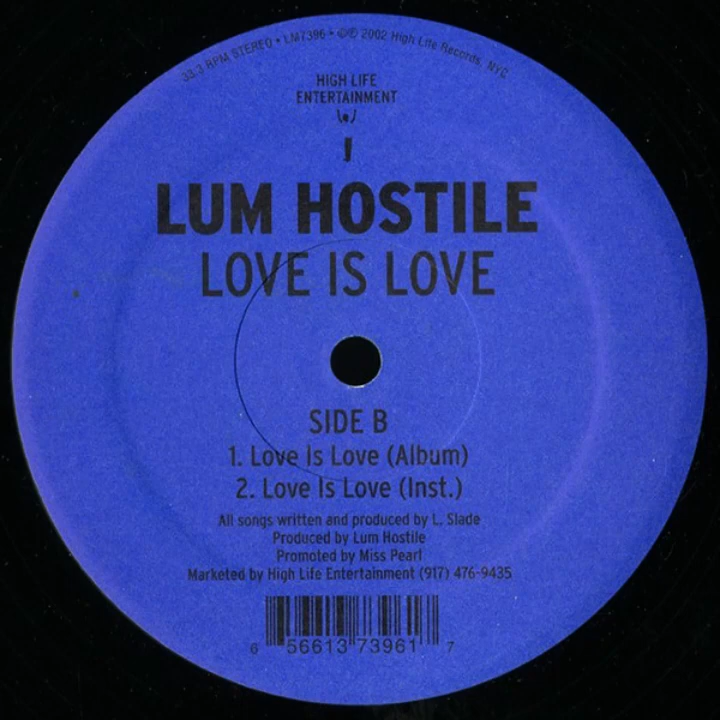 33.3 RPM STEREO • LM7396 • ©℗ 2002 High Life Records, NYC
HIGH LIFE
ENTERTAINMENT
LUM HOSTILE
LOVE IS LOVE
SIDE B
1. Love Is Love (Album)
2. Love Is Love (Inst.)
All songs written and produced by L. Slade
Produced by Lum Hostile
Promoted by Miss Pearl
Marketed by High Life Entertainment (917) 476-9435
6 56613 73961 7